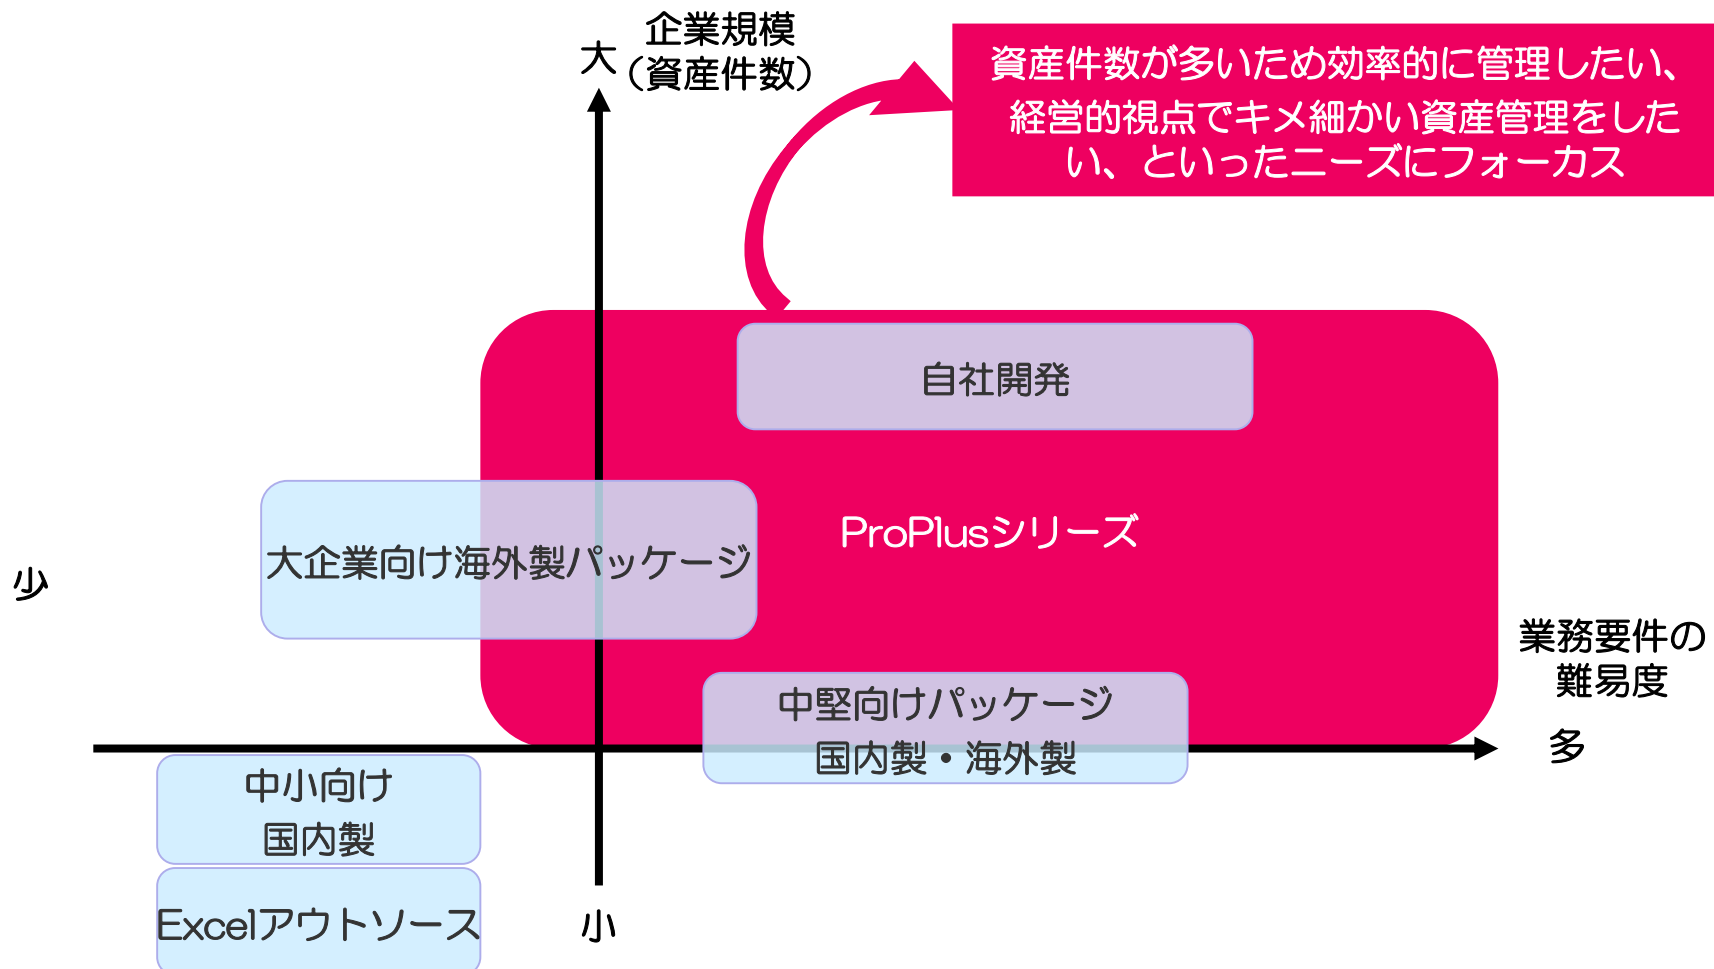 企業規模
大
（資産件数）
資産件数が多いため効率的に管理したい、
経営的視点でキメ細かい資産管理をした
い、といったニーズにフォーカス
自社開発
ProPlusシリーズ
大企業向け海外製パッケージ
少
業務要件の
難易度
多
中堅向けパッケージ
国内製・海外製
中小向け
国内製
Excelアウトソース
小